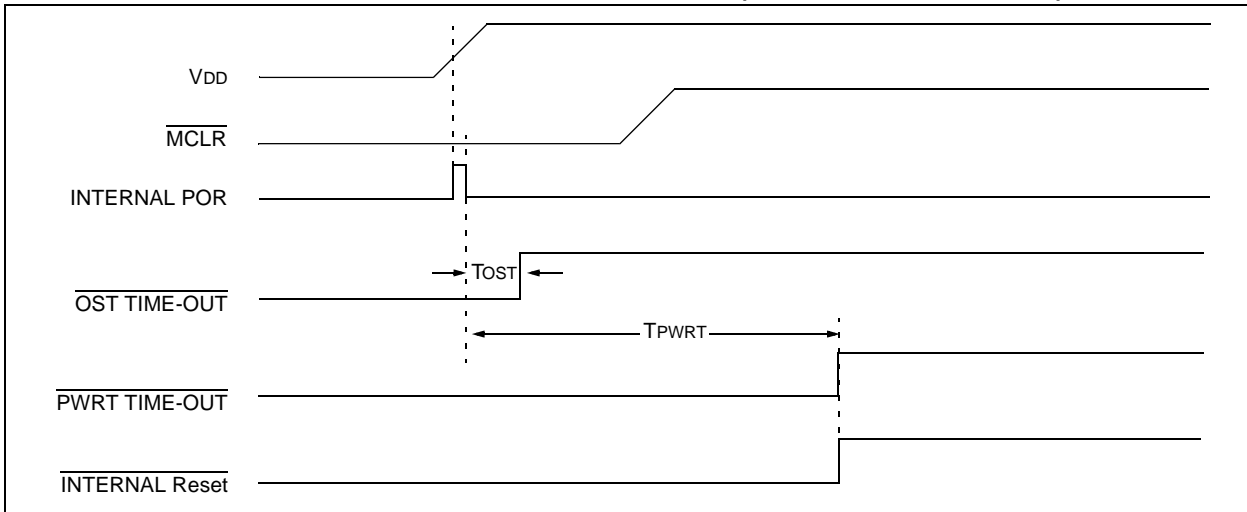 VDD
MCLR
INTERNAL POR
TOST
OST TIME-OUT
TPWRT
PWRT TIME-OUT
INTERNAL Reset